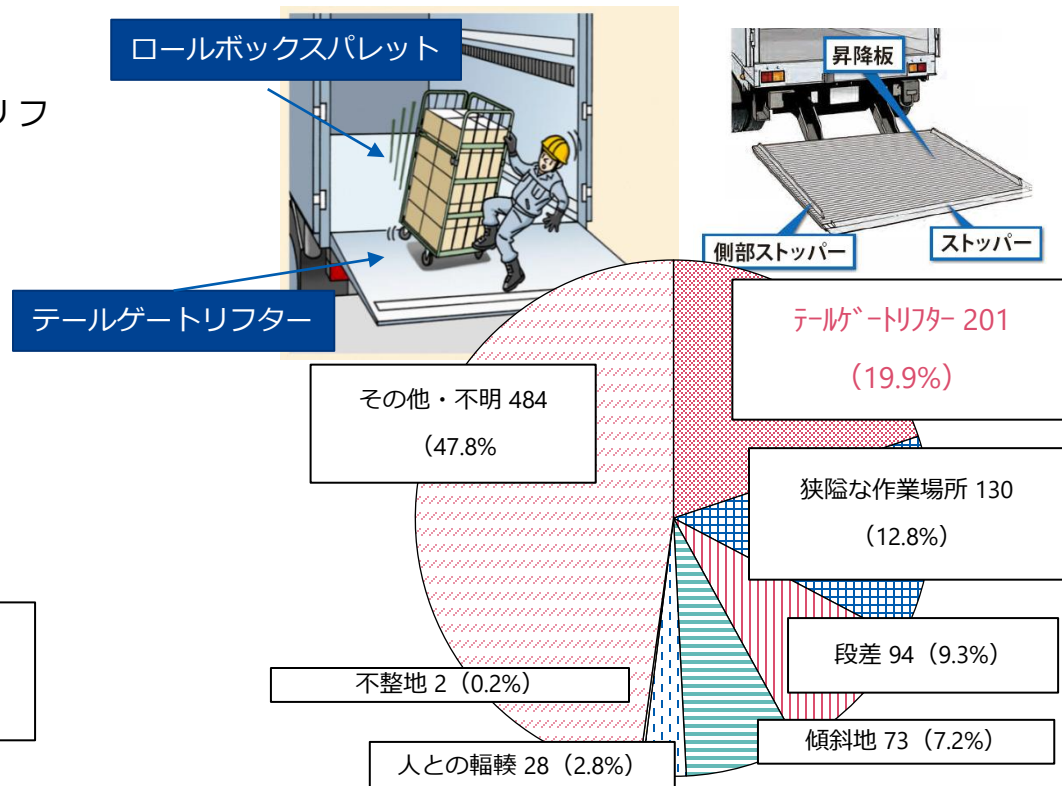 ロールボックスパレット
リフ
昇降板
側部ストッパー
ストッパー
テールゲートリフター
ﾃｰﾙｹﾞｰﾄﾘﾌﾀｰ 201
（19.9%）
その他・不明 484
（47.8%
狭隘な作業場所 130
（12.8%）
段差 94（9.3%）
不整地 2（0.2%）
傾斜地 73（7.2%）
人との輻輳 28（2.8%）